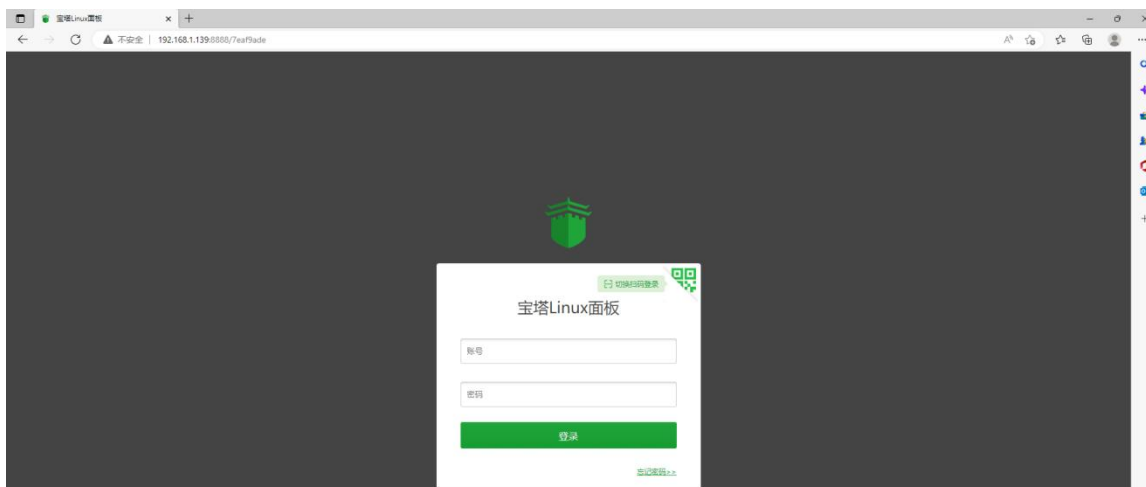 宝塔Linux面板
不安全 | 192.168.1.139:8888/7eaf9ade
切换扫码登录
宝塔Linux面板
账号
密码
登录
忘记密码>>